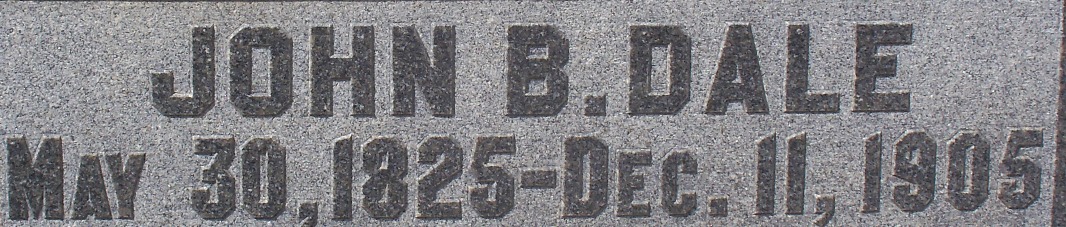 JOHN B. DALE
MAY 30, 1825-DEC. 11, 1905